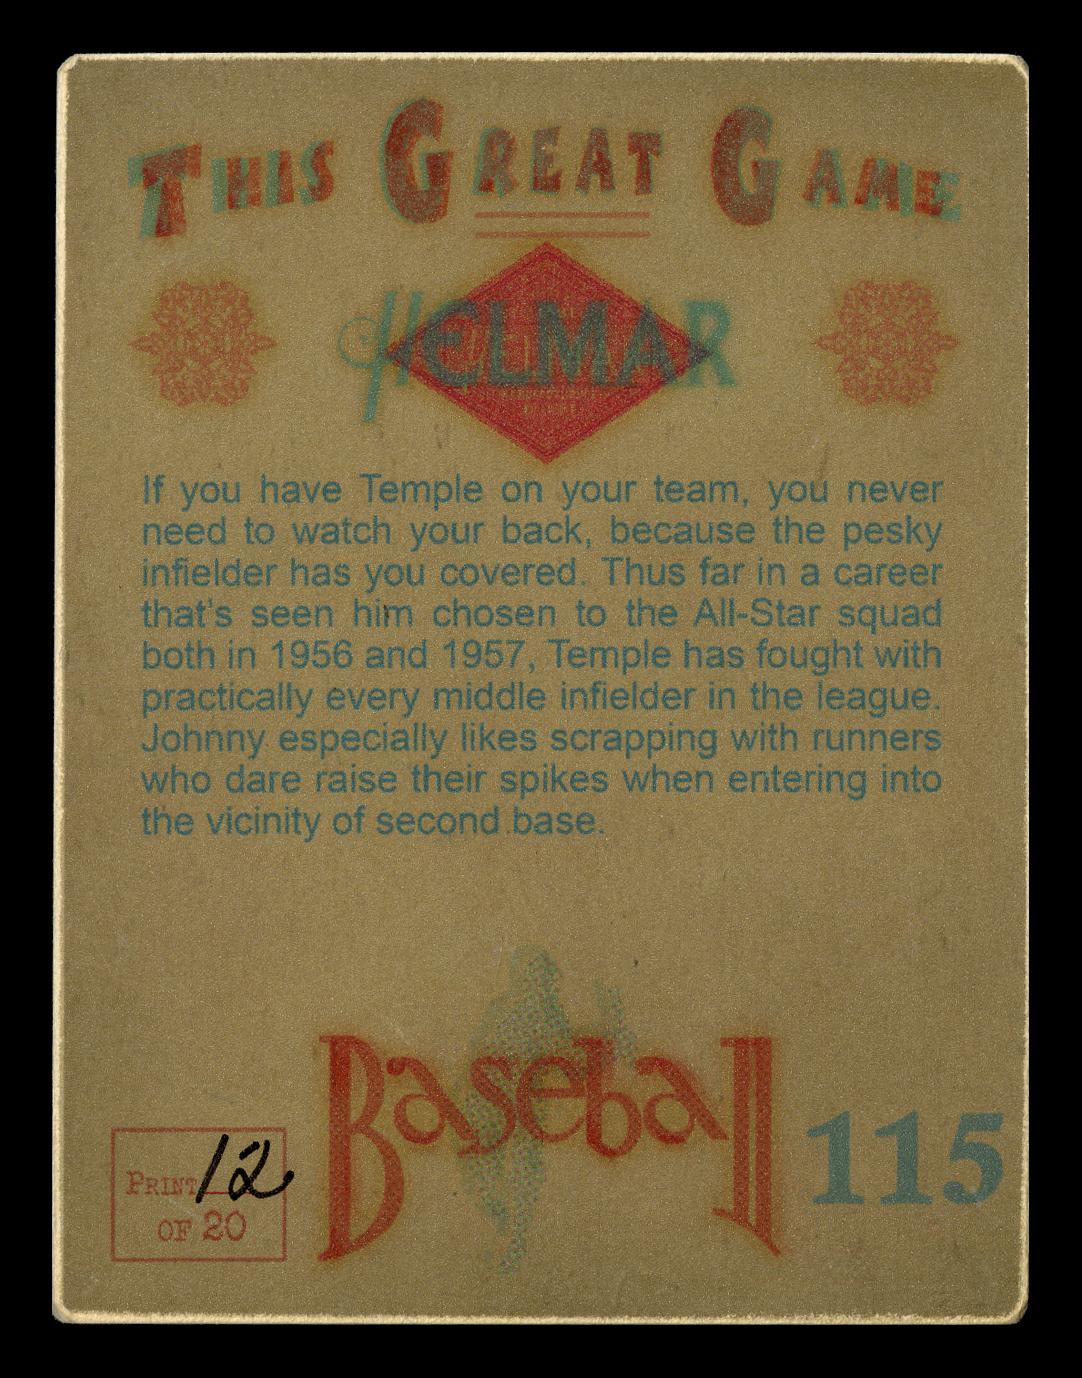 THIS GREAT GAME
HELMAR
If you have Temple on your team, you never
need to watch your back, because the pesky
infielder has you covered. Thus far in a career
that's seen him chosen to the All-Star squad
both in 1956 and 1957, Temple has fought with
practically every middle infielder in the league.
Johnny especially likes scrapping with runners
who dare raise their spikes when entering into
the vicinity of second base.
Baseball
115
PRINT 12
OF 20